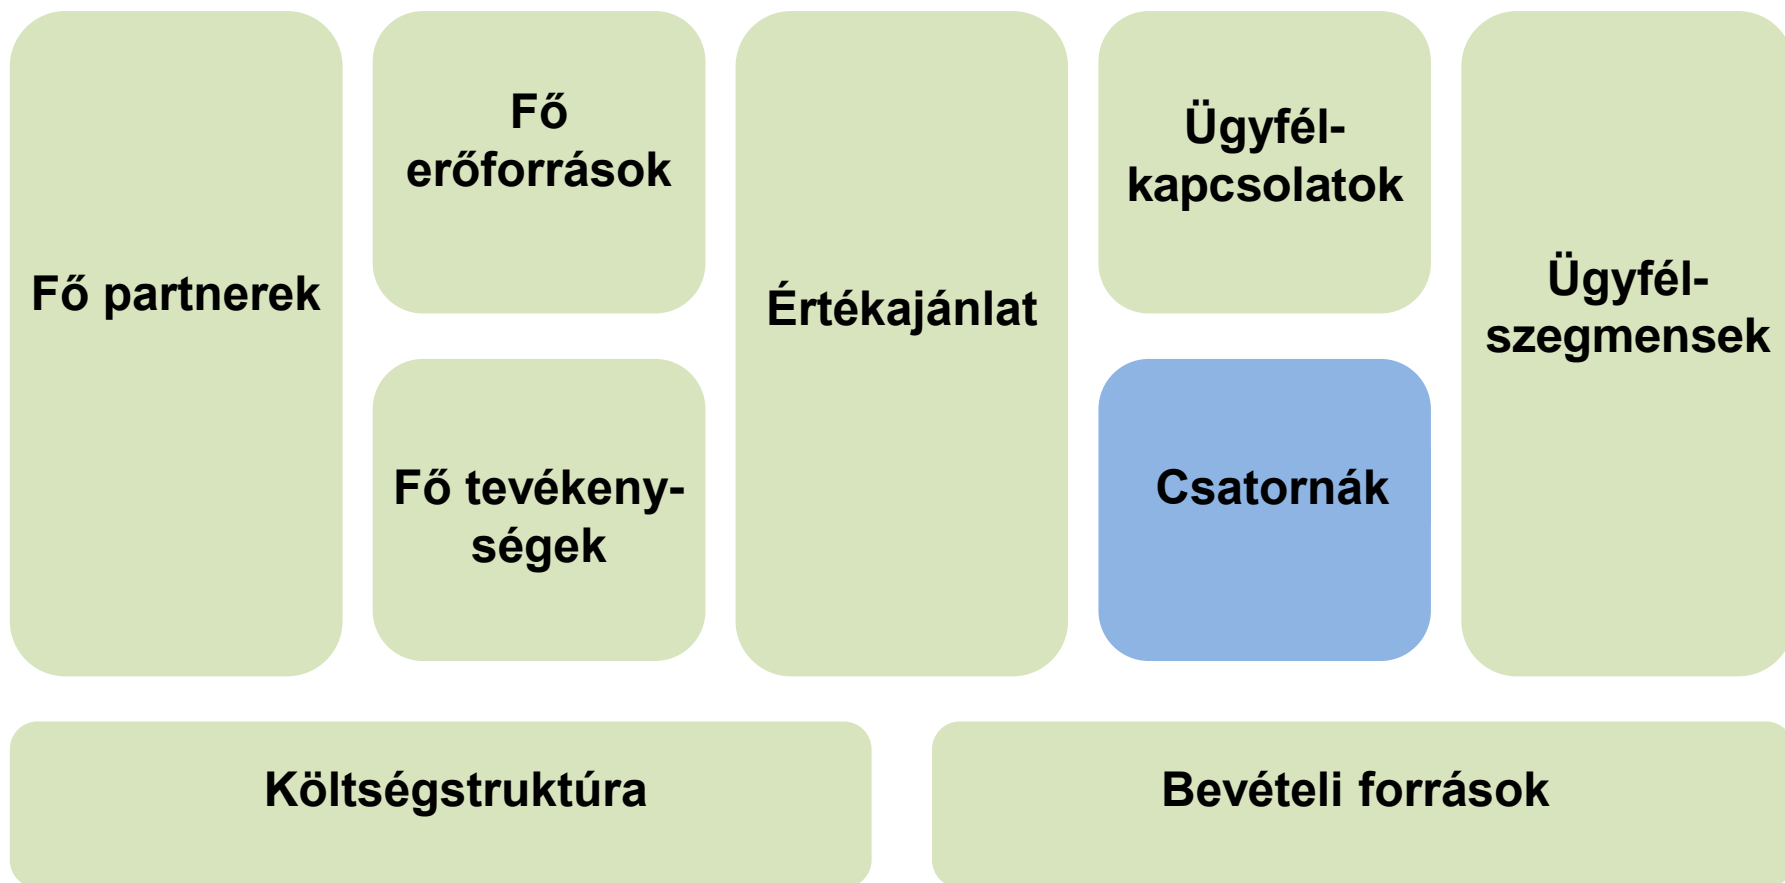 Fő partnerek
Fő
erőforrások
Fő tevékeny-
ségek
Értékajánlat
Ügyfél-
kapcsolatok
Csatornák
Ügyfél-
szegmensek
Költségstruktúra
Bevételi források